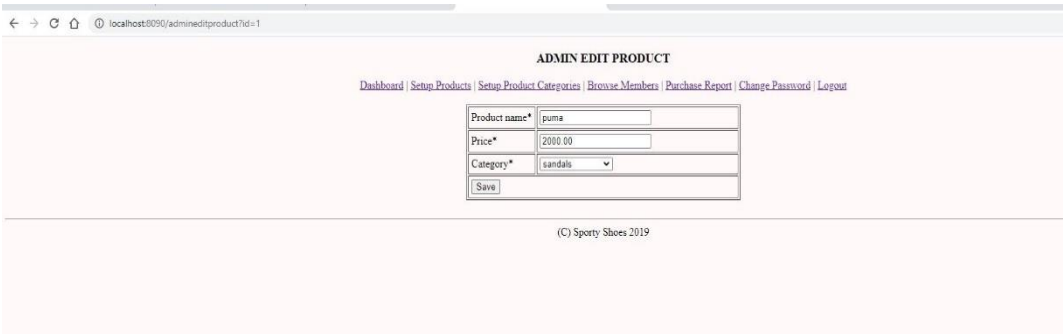 localhost:8090/admineditproduct?id=1
ADMIN EDIT PRODUCT
Dashboard | Setup Products | Setup Product Categories | Browse Members | Purchase Report | Change Password | Logout
Product name* puma
Price* 2000.00
Category* sandals
Save
(C) Sporty Shoes 2019